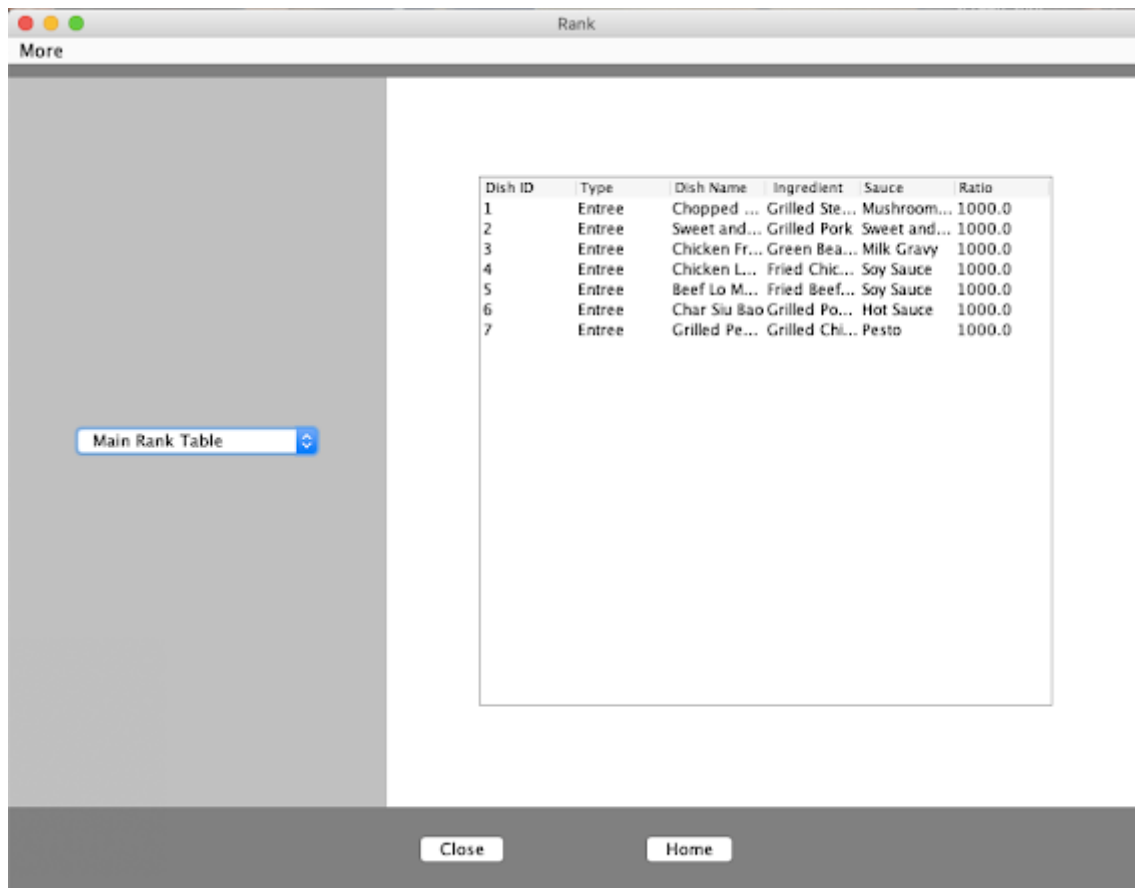 Rank
More
Dish ID Type Dish Name Ingredient Sauce Ratio
1 Entree Chopped ... Grilled Ste... Mushroom... 1000.0
2 Entree Sweet and... Grilled Pork Sweet and... 1000.0
3 Entree Chicken Fr... Green Bea... Milk Gravy 1000.0
4 Entree Chicken L... Fried Chic... Soy Sauce 1000.0
5 Entree Beef Lo M... Fried Beef... Soy Sauce 1000.0
6 Entree Char Siu Bao Grilled Po... Hot Sauce 1000.0
7 Entree Grilled Pe... Grilled Chi... Pesto 1000.0
Main Rank Table
Close Home